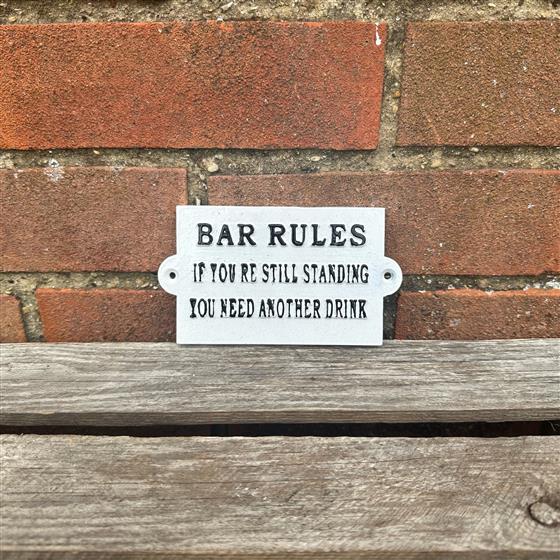 BAR RULES
IF YOU RE STILL STANDING
YOU NEED ANOTHER DRINK